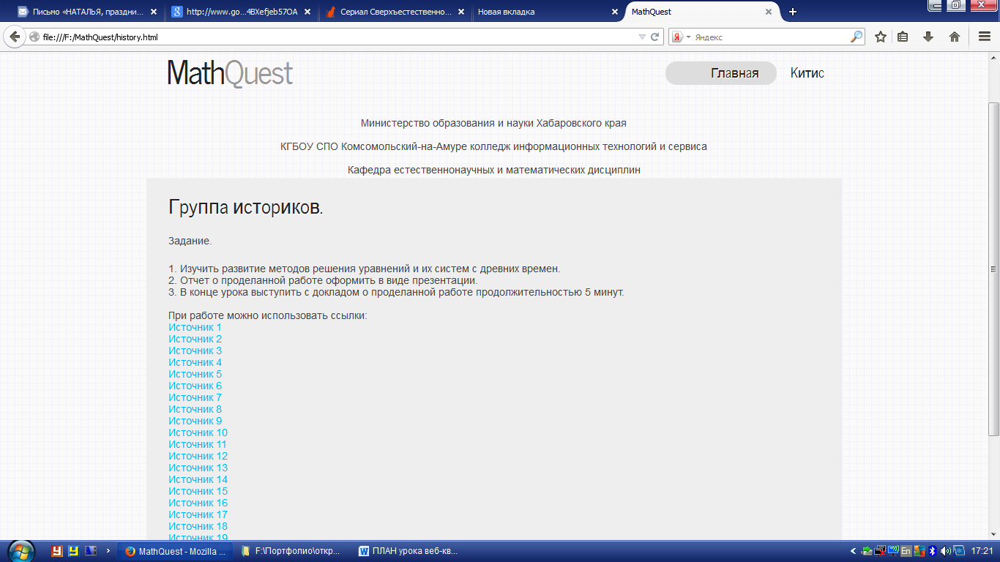 Письмо «НАТАЛЬЯ, праздни...
http://www.go...4BXefjeb57OA
Сериал Сверхъестественно...
Новая вкладка
MathQuest
file:///F:/MathQuest/history.html
Яндекс
MathQuest
Главная
Китис
Министерство образования и науки Хабаровского края
КГБОУ СПО Комсомольский-на-Амуре колледж информационных технологий и сервиса
Кафедра естественнонаучных и математических дисциплин
Группа историков.
Задание.
1. Изучить развитие методов решения уравнений и их систем с древних времен.
2. Отчет о проделанной работе оформить в виде презентации.
3. В конце урока выступить с докладом о проделанной работе продолжительностью 5 минут.
При работе можно использовать ссылки:
Источник 1
Источник 2
Источник 3
Источник 4
Источник 5
Источник 6
Источник 7
Источник 8
Источник 9
Источник 10
Источник 11
Источник 12
Источник 13
Источник 14
Источник 15
Источник 16
Источник 17
Источник 18
Источник 19
MathQuest - Mozilla ...
F:\Портфолио\откр...
ПЛАН урока веб-кв...
En
17:21